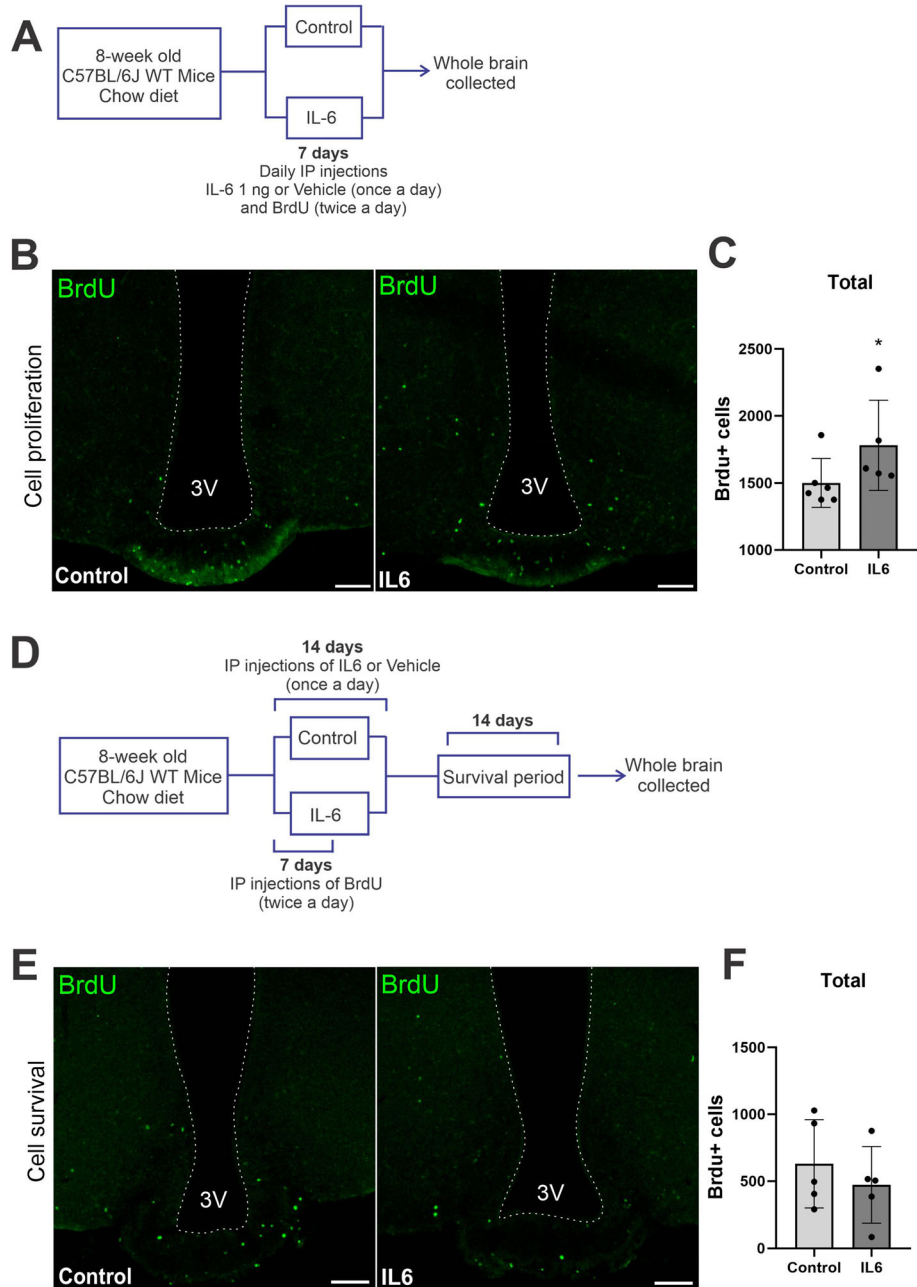 A
8-week old
C57BL/6J WT Mice
Chow diet
Control
IL-6
Whole brain
collected
7 days
Daily IP injections
IL-6 1 ng or Vehicle (once a day)
and BrdU (twice a day)
B
Cell proliferation
BrdU
3V
Control
BrdU
3V
IL6
C
Total
Brdu+ cells
2500
2000
1500
1000
*
Control
IL6
D
14 days
IP injections of IL6 or Vehicle
(once a day)
8-week old
C57BL/6J WT Mice
Chow diet
Control
IL-6
7 days
IP injections of BrdU
(twice a day)
14 days
Survival period
Whole brain
collected
E
Cell survival
BrdU
3V
Control
BrdU
3V
IL6
F
Total
Brdu+ cells
1500
1000
500
0
Control
IL6